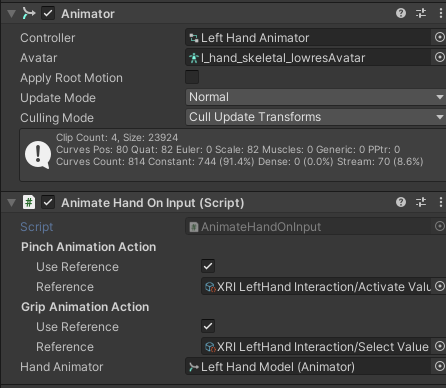 Animator
Controller Left Hand Animator
Avatar l_hand_skeletal_lowresAvatar
Apply Root Motion
Update Mode Normal
Culling Mode Cull Update Transforms
Clip Count: 4, Size: 23924
Curves Pos: 80 Quat: 82 Euler: 0 Scale: 82 Muscles: 0 Generic: 0 PPtr: 0
Curves Count: 814 Constant: 744 (91.4%) Dense: 0 (0.0%) Stream: 70 (8.6%)
Animate Hand On Input (Script)
Script AnimateHandOnInput
Pinch Animation Action
Use Reference
Reference XRI LeftHand Interaction/Activate Valu
Grip Animation Action
Use Reference
Reference XRI LeftHand Interaction/Select Value
Hand Animator Left Hand Model (Animator)